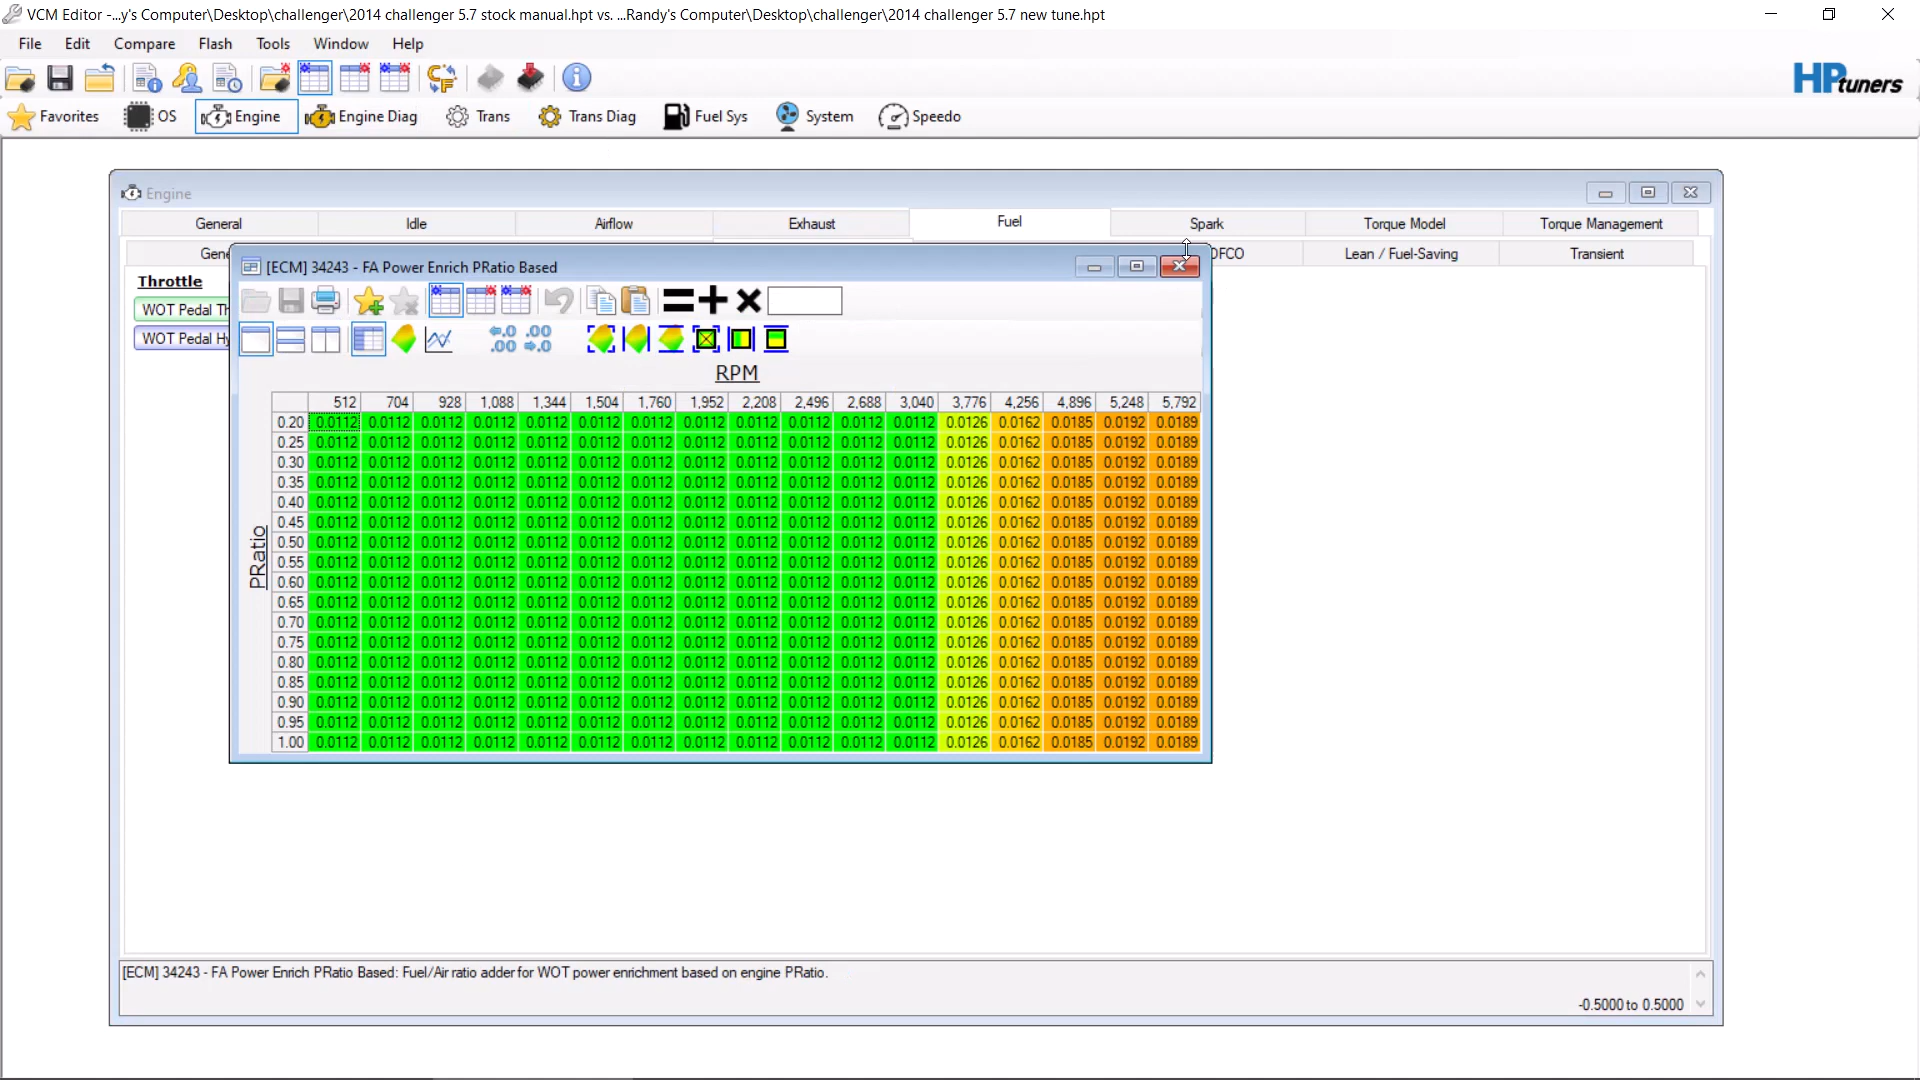 VCM Editor -...y's Computer\Desktop\challenger\2014 challenger 5.7 stock manual.hpt vs. ...Randy's Computer\Desktop\challenger\2014 challenger 5.7 new tune.hpt
File Edit Compare Flash Tools Window Help
HPtuners
Favorites OS Engine Engine Diag Trans Trans Diag Fuel Sys System Speedo
Engine
General Idle Airflow Exhaust Fuel Spark Torque Model Torque Management
Gene DFCO Lean / Fuel-Saving Transient
[ECM] 34243 - FA Power Enrich PRatio Based
Throttle
WOT Pedal Th
WOT Pedal Hy
RPM
PRatio
512 704 928 1,088 1,344 1,504 1,760 1,952 2,208 2,496 2,688 3,040 3,776 4,256 4,896 5,248 5,792
0.20 0.0112 0.0112 0.0112 0.0112 0.0112 0.0112 0.0112 0.0112 0.0112 0.0112 0.0112 0.0112 0.0126 0.0162 0.0185 0.0192 0.0189
0.25 0.0112 0.0112 0.0112 0.0112 0.0112 0.0112 0.0112 0.0112 0.0112 0.0112 0.0112 0.0112 0.0126 0.0162 0.0185 0.0192 0.0189
0.30 0.0112 0.0112 0.0112 0.0112 0.0112 0.0112 0.0112 0.0112 0.0112 0.0112 0.0112 0.0112 0.0126 0.0162 0.0185 0.0192 0.0189
0.35 0.0112 0.0112 0.0112 0.0112 0.0112 0.0112 0.0112 0.0112 0.0112 0.0112 0.0112 0.0112 0.0126 0.0162 0.0185 0.0192 0.0189
0.40 0.0112 0.0112 0.0112 0.0112 0.0112 0.0112 0.0112 0.0112 0.0112 0.0112 0.0112 0.0112 0.0126 0.0162 0.0185 0.0192 0.0189
0.45 0.0112 0.0112 0.0112 0.0112 0.0112 0.0112 0.0112 0.0112 0.0112 0.0112 0.0112 0.0112 0.0126 0.0162 0.0185 0.0192 0.0189
0.50 0.0112 0.0112 0.0112 0.0112 0.0112 0.0112 0.0112 0.0112 0.0112 0.0112 0.0112 0.0112 0.0126 0.0162 0.0185 0.0192 0.0189
0.55 0.0112 0.0112 0.0112 0.0112 0.0112 0.0112 0.0112 0.0112 0.0112 0.0112 0.0112 0.0112 0.0126 0.0162 0.0185 0.0192 0.0189
0.60 0.0112 0.0112 0.0112 0.0112 0.0112 0.0112 0.0112 0.0112 0.0112 0.0112 0.0112 0.0112 0.0126 0.0162 0.0185 0.0192 0.0189
0.65 0.0112 0.0112 0.0112 0.0112 0.0112 0.0112 0.0112 0.0112 0.0112 0.0112 0.0112 0.0112 0.0126 0.0162 0.0185 0.0192 0.0189
0.70 0.0112 0.0112 0.0112 0.0112 0.0112 0.0112 0.0112 0.0112 0.0112 0.0112 0.0112 0.0112 0.0126 0.0162 0.0185 0.0192 0.0189
0.75 0.0112 0.0112 0.0112 0.0112 0.0112 0.0112 0.0112 0.0112 0.0112 0.0112 0.0112 0.0112 0.0126 0.0162 0.0185 0.0192 0.0189
0.80 0.0112 0.0112 0.0112 0.0112 0.0112 0.0112 0.0112 0.0112 0.0112 0.0112 0.0112 0.0112 0.0126 0.0162 0.0185 0.0192 0.0189
0.85 0.0112 0.0112 0.0112 0.0112 0.0112 0.0112 0.0112 0.0112 0.0112 0.0112 0.0112 0.0112 0.0126 0.0162 0.0185 0.0192 0.0189
0.90 0.0112 0.0112 0.0112 0.0112 0.0112 0.0112 0.0112 0.0112 0.0112 0.0112 0.0112 0.0112 0.0126 0.0162 0.0185 0.0192 0.0189
0.95 0.0112 0.0112 0.0112 0.0112 0.0112 0.0112 0.0112 0.0112 0.0112 0.0112 0.0112 0.0112 0.0126 0.0162 0.0185 0.0192 0.0189
1.00 0.0112 0.0112 0.0112 0.0112 0.0112 0.0112 0.0112 0.0112 0.0112 0.0112 0.0112 0.0112 0.0126 0.0162 0.0185 0.0192 0.0189
[ECM] 34243 - FA Power Enrich PRatio Based: Fuel/Air ratio adder for WOT power enrichment based on engine PRatio.
-0.5000 to 0.5000